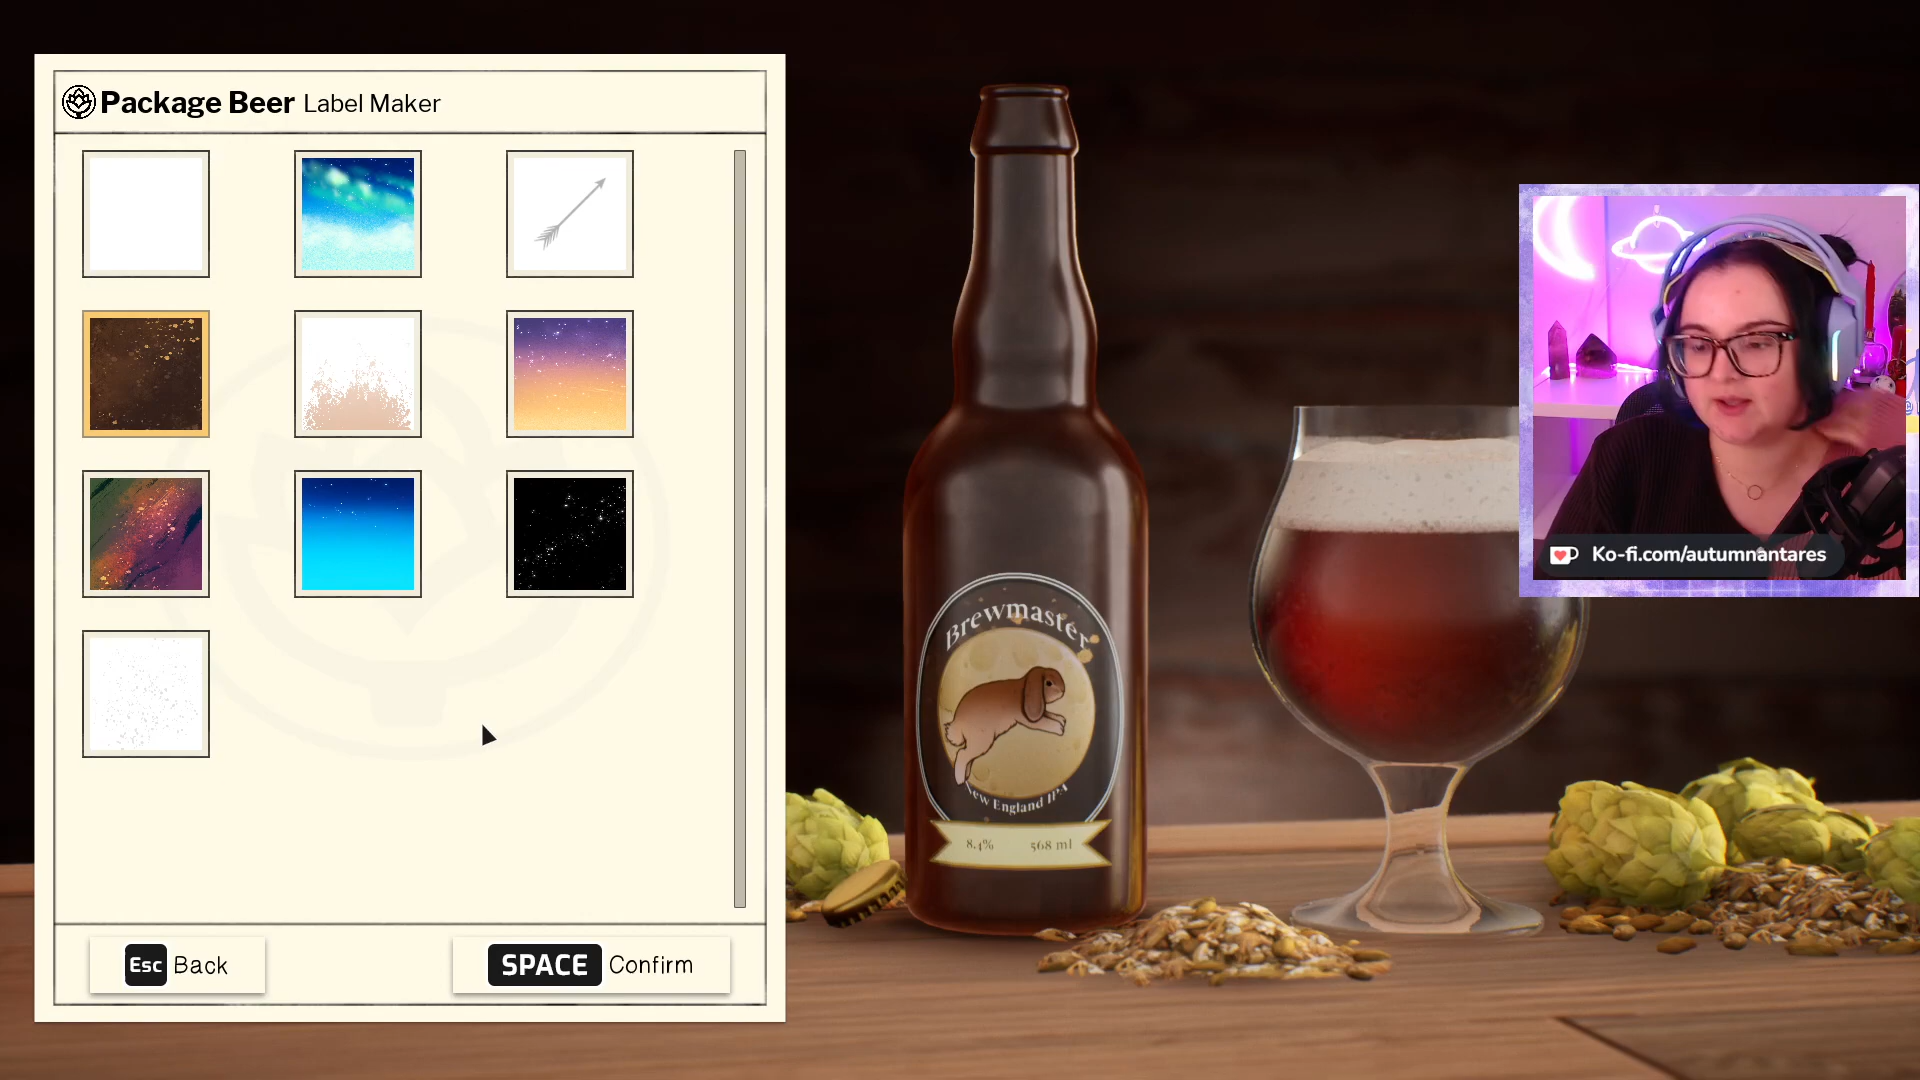 Package Beer Label Maker
Brewmaster
New England IPA
8.4% 568 ml
Ko-fi.com/autumnantares
Esc Back
SPACE Confirm